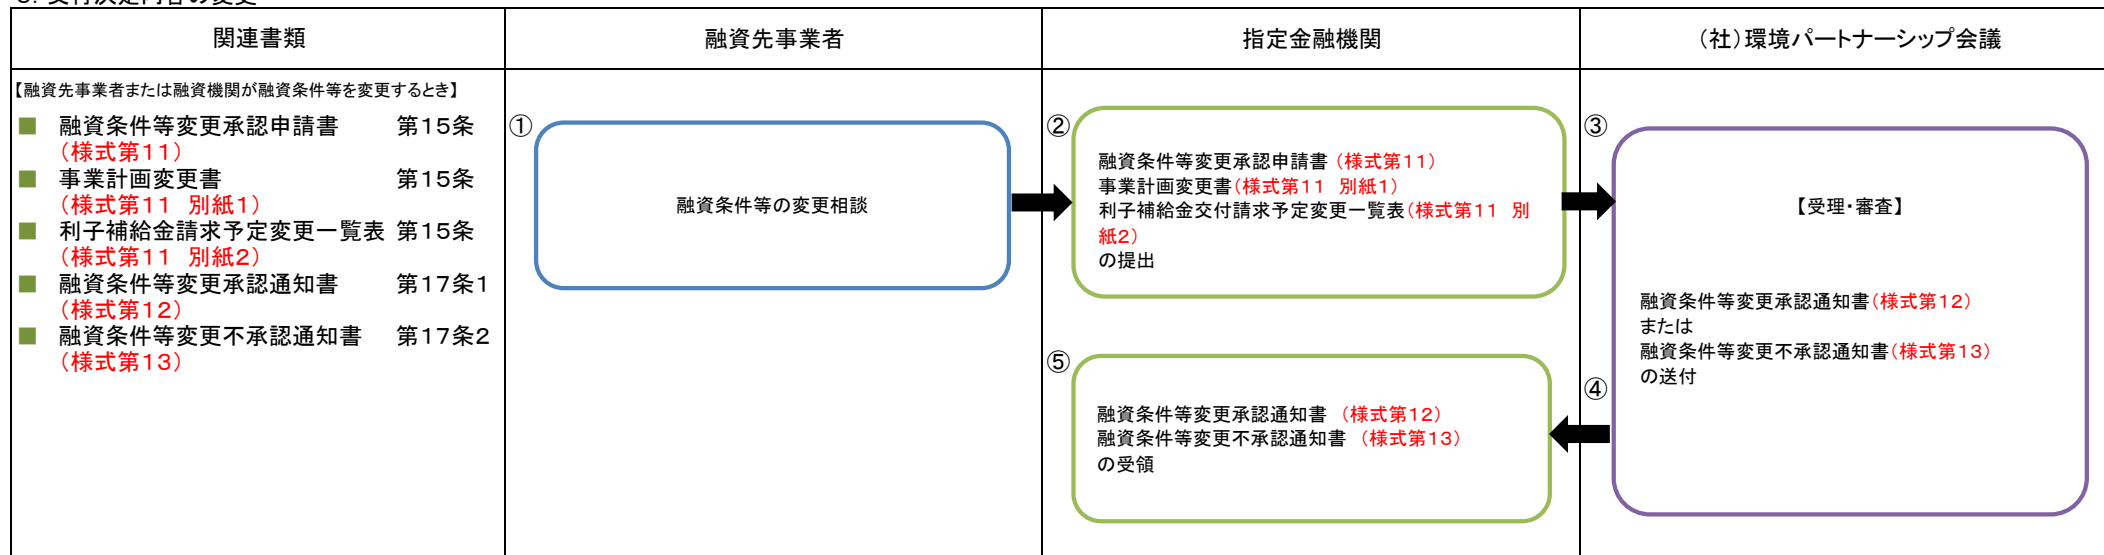 関連書類
融資先事業者
指定金融機関
(社)環境パートナーシップ会議
【融資先事業者または融資機関が融資条件等を変更するとき】
■ 融資条件等変更承認申請書 第15条
(様式第11)
■ 事業計画変更書 第15条
(様式第11 別紙1)
■ 利子補給金請求予定変更一覧表 第15条
(様式第11 別紙2)
■ 融資条件等変更承認通知書 第17条1
(様式第12)
■ 融資条件等変更不承認通知書 第17条2
(様式第13)
①
融資条件等の変更相談
②
融資条件等変更承認申請書 (様式第11)
事業計画変更書(様式第11 別紙1)
利子補給金交付請求予定変更一覧表(様式第11 別
紙2)
の提出
③
【受理・審査】
融資条件等変更承認通知書(様式第12)
または
融資条件等変更不承認通知書(様式第13)
の送付
④
⑤
融資条件等変更承認通知書 (様式第12)
融資条件等変更不承認通知書 (様式第13)
の受領